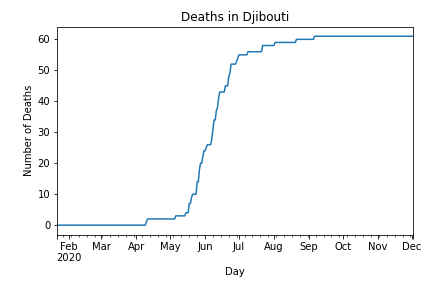 Deaths in Djibouti
Number of Deaths
60
50
40
30
20
10
0
Feb Mar Apr May Jun Jul Aug Sep Oct Nov Dec
2020
Day